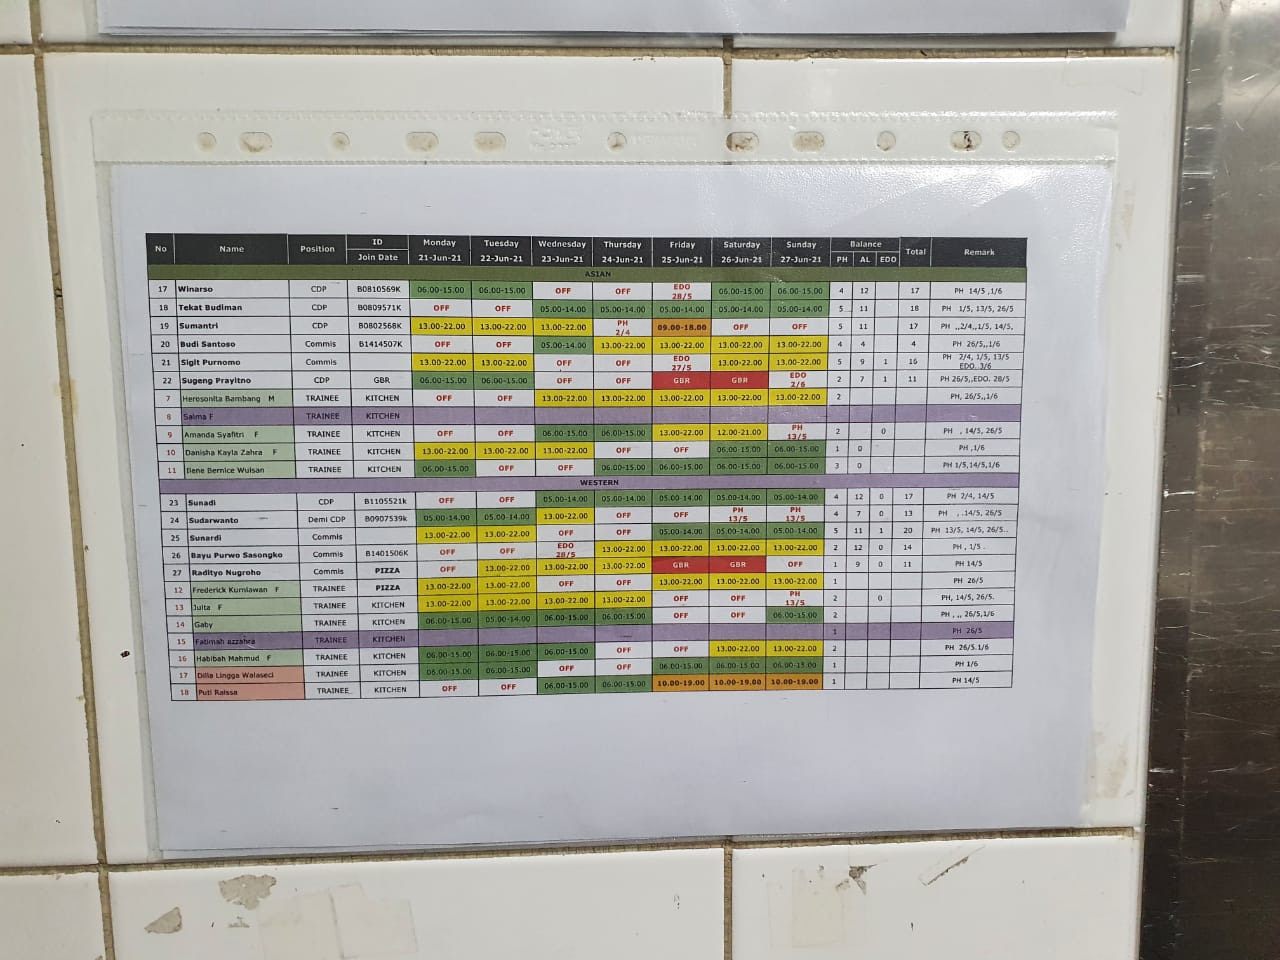 No Name Position ID Join Date Monday 21-Jun-21 Tuesday 22-Jun-21 Wednesday 23-Jun-21 Thursday 24-Jun-21 Friday 25-Jun-21 Saturday 26-Jun-21 Sunday 27-Jun-21 Balance PH AL EDO Total Remark
ASIAN
17 Winarso CDP B0810569K 06.00-15.00 06.00-15.00 OFF OFF EDO 28/5 06.00-15.00 06.00-15.00 4 12 17 PH 14/5 ,1/6
18 Tekat Budiman CDP B0809571K OFF OFF 05.00-14.00 05.00-14.00 05.00-14.00 05.00-14.00 05.00-14.00 5 11 18 PH 1/5, 13/5, 26/5
19 Sumantri CDP B0802568K 13.00-22.00 13.00-22.00 13.00-22.00 PH 2/4 09.00-18.00 OFF OFF 5 11 17 PH ,,2/4,,1/5, 14/5,
20 Budi Santoso Commis B1414507K OFF OFF 05.00-14.00 13.00-22.00 13.00-22.00 13.00-22.00 13.00-22.00 4 4 4 PH 26/5,,1/6
21 Sigit Purnomo Commis 13.00-22.00 13.00-22.00 OFF OFF EDO 27/5 13.00-22.00 13.00-22.00 5 9 1 16 PH 2/4, 1/5, 13/5 EDO..3/6
22 Sugeng Prayitno CDP GBR 06.00-15.00 06.00-15.00 OFF OFF GBR GBR EDO 2/6 2 7 1 11 PH 26/5,,EDO. 28/5
7 Herosonita Bambang M TRAINEE KITCHEN OFF OFF 13.00-22.00 13.00-22.00 13.00-22.00 13.00-22.00 13.00-22.00 2 PH, 26/5,,1/6
8 Salma F TRAINEE KITCHEN
9 Amanda Syafitri F TRAINEE KITCHEN OFF OFF 06.00-15.00 06.00-15.00 13.00-22.00 12.00-21.00 PH 13/5 2 0 PH , 14/5, 26/5
10 Danisha Kayla Zahra F TRAINEE KITCHEN 13.00-22.00 13.00-22.00 13.00-22.00 OFF OFF 06.00-15.00 06.00-15.00 1 0 PH ,1/6
11 Ilene Bernice Wuisan TRAINEE KITCHEN 06.00-15.00 OFF OFF 06.00-15.00 06.00-15.00 06.00-15.00 06.00-15.00 3 0 PH 1/5,14/5,1/6
WESTERN
23 Sunadi CDP B1105521k OFF OFF 05.00-14.00 05.00-14.00 05.00-14.00 05.00-14.00 05.00-14.00 4 12 0 17 PH 2/4, 14/5
24 Sudarwanto Demi CDP B0907539k 05.00-14.00 05.00-14.00 13.00-22.00 OFF OFF PH 13/5 PH 13/5 4 7 0 13 PH , .14/5, 26/5
25 Sunardi Commis 13.00-22.00 13.00-22.00 OFF OFF 05.00-14.00 05.00-14.00 05.00-14.00 5 11 1 20 PH 13/5, 14/5, 26/5..
26 Bayu Purwo Sasongko Commis B1401506K OFF OFF EDO 28/5 13.00-22.00 13.00-22.00 13.00-22.00 13.00-22.00 2 12 0 14 PH , 1/5 .
27 Radityo Nugroho Commis PIZZA OFF 13.00-22.00 13.00-22.00 13.00-22.00 GBR GBR OFF 1 9 0 11 PH 14/5
12 Frederick Kurniawan F TRAINEE PIZZA 13.00-22.00 13.00-22.00 OFF OFF 13.00-22.00 13.00-22.00 13.00-22.00 1 PH 26/5
13 Julta F TRAINEE KITCHEN 13.00-22.00 13.00-22.00 13.00-22.00 13.00-22.00 OFF OFF PH 13/5 2 0 PH, 14/5, 26/5.
14 Gaby TRAINEE KITCHEN 06.00-15.00 05.00-14.00 06.00-15.00 06.00-15.00 OFF OFF 06.00-15.00 2 PH , ,, 26/5,1/6
15 Fatimah azzahra TRAINEE KITCHEN 1 PH 26/5
16 Habibah Mahmud F TRAINEE KITCHEN 06.00-15.00 06.00-15.00 06.00-15.00 OFF OFF 13.00-22.00 13.00-22.00 2 PH 26/5.1/6
17 Dilla Lingga Walaseci TRAINEE KITCHEN 06.00-15.00 06.00-15.00 OFF OFF 06.00-15.00 06.00-15.00 06.00-15.00 1 PH 1/6
18 Puti Raissa TRAINEE KITCHEN OFF OFF 06.00-15.00 06.00-15.00 10.00-19.00 10.00-19.00 10.00-19.00 1 PH 14/5